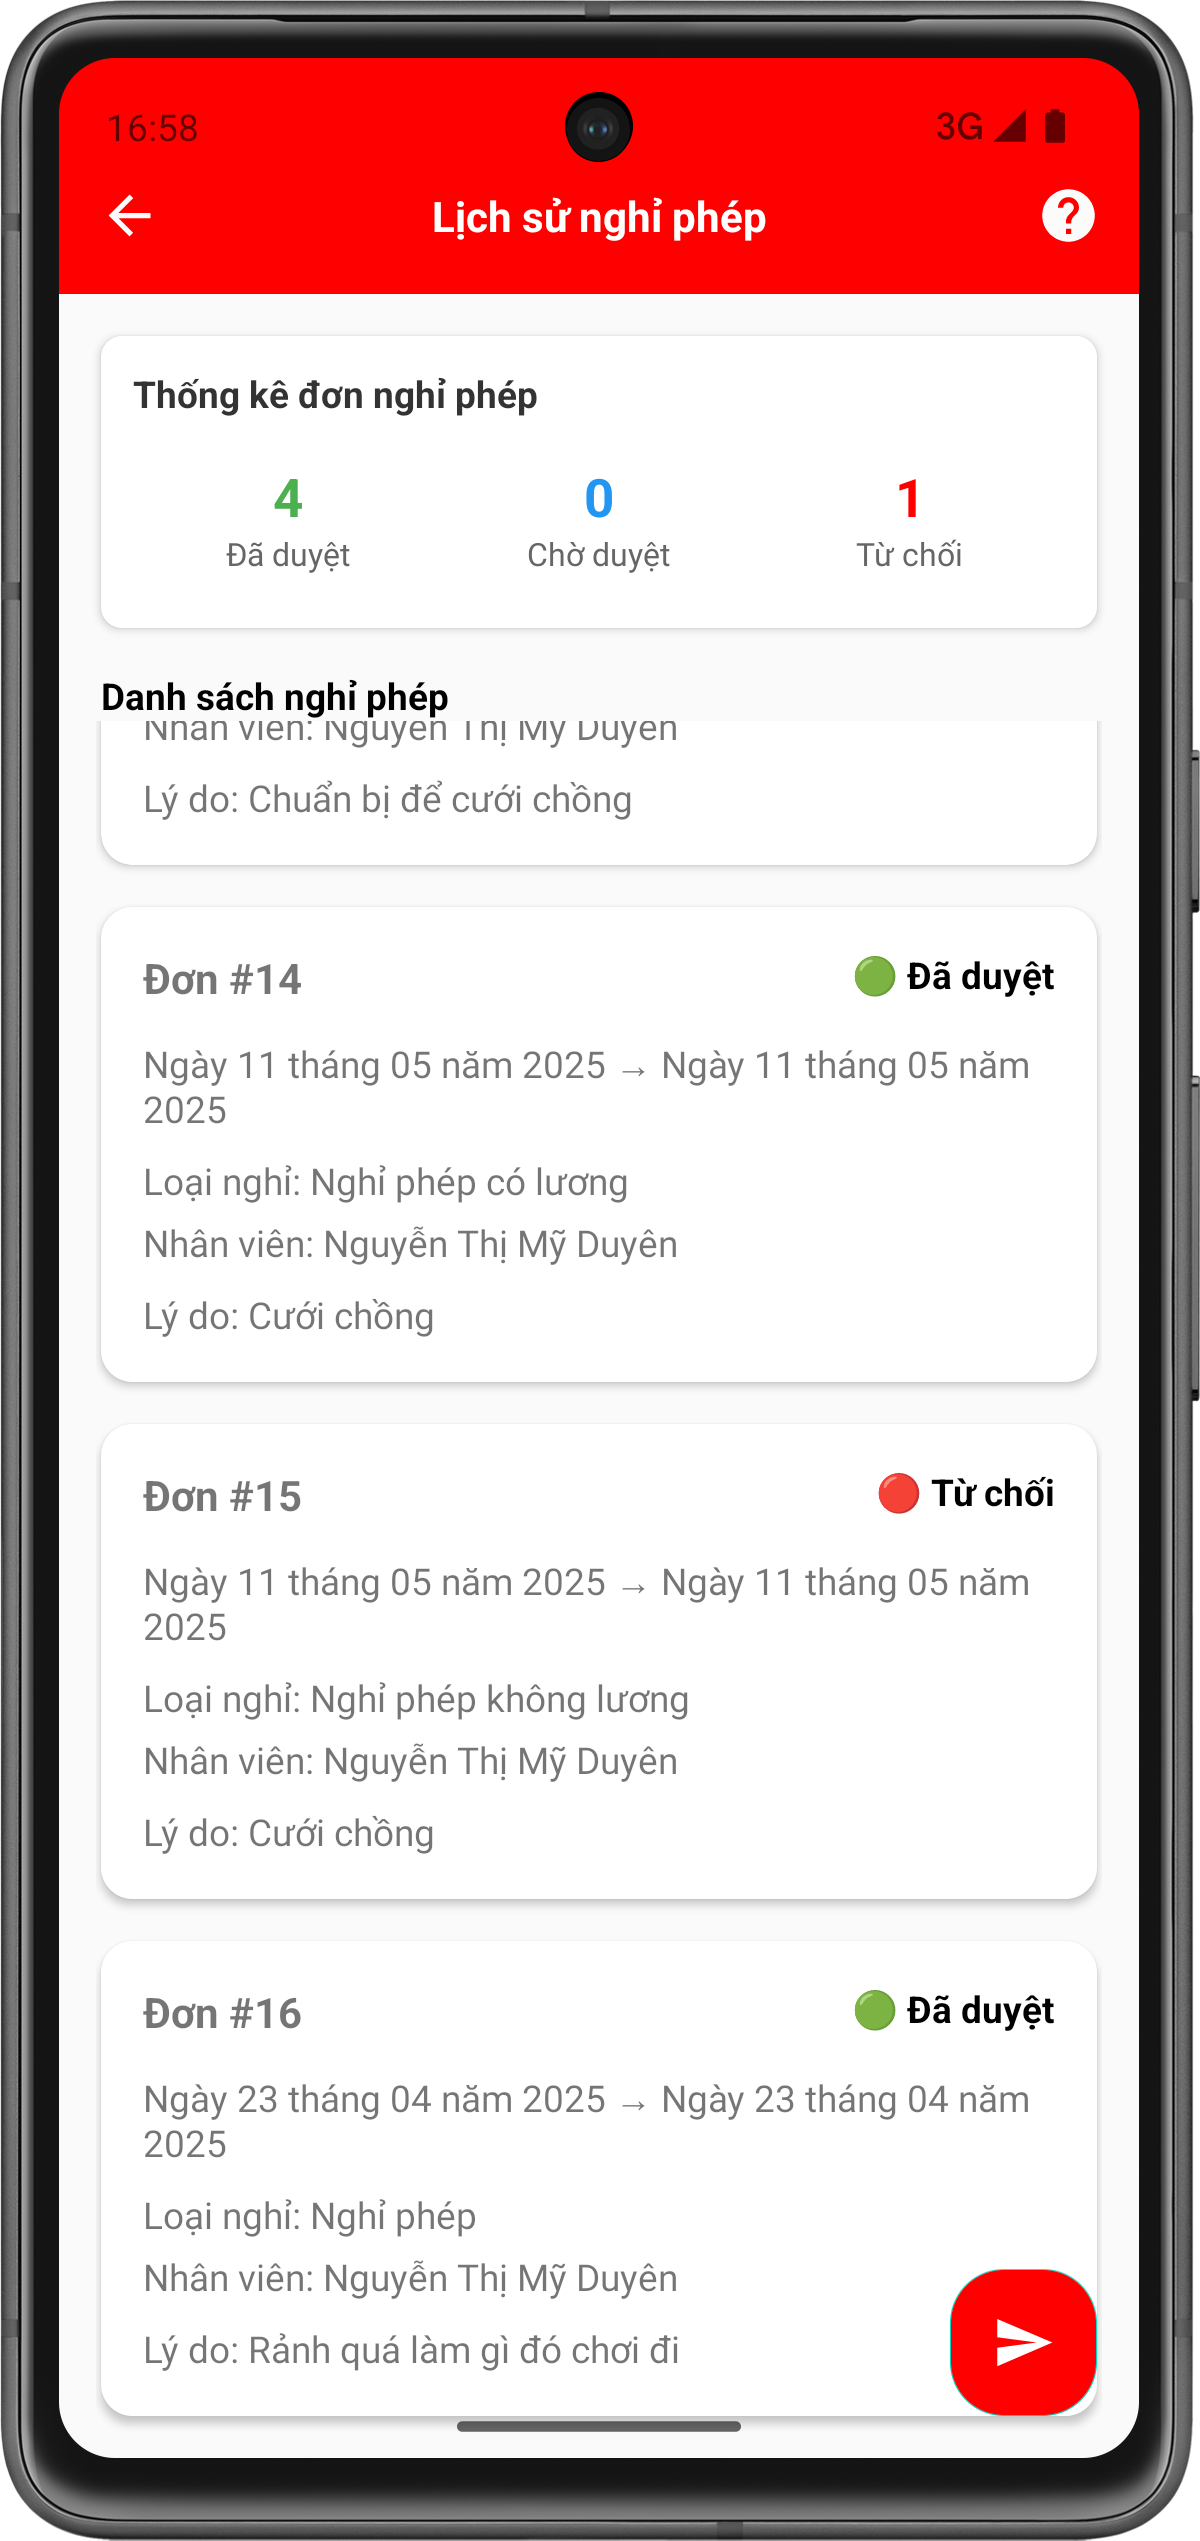 16:58
3G
Lịch sử nghỉ phép
Thống kê đơn nghỉ phép
4
0
1
Đã duyệt
Chờ duyệt
Từ chối
Danh sách nghỉ phép
Nhân viên: Nguyễn Thị Mỹ Duyên
Lý do: Chuẩn bị để cưới chồng
Đơn #14
🟢 Đã duyệt
Ngày 11 tháng 05 năm 2025 → Ngày 11 tháng 05 năm
2025
Loại nghỉ: Nghỉ phép có lương
Nhân viên: Nguyễn Thị Mỹ Duyên
Lý do: Cưới chồng
Đơn #15
🔴 Từ chối
Ngày 11 tháng 05 năm 2025 → Ngày 11 tháng 05 năm
2025
Loại nghỉ: Nghỉ phép không lương
Nhân viên: Nguyễn Thị Mỹ Duyên
Lý do: Cưới chồng
Đơn #16
🟢 Đã duyệt
Ngày 23 tháng 04 năm 2025 → Ngày 23 tháng 04 năm
2025
Loại nghỉ: Nghỉ phép
Nhân viên: Nguyễn Thị Mỹ Duyên
Lý do: Rảnh quá làm gì đó chơi đi